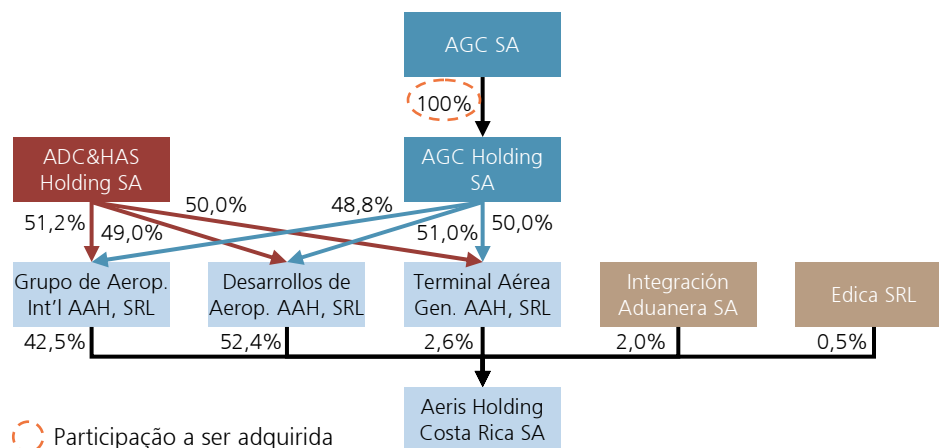 AGC SA
100%
ADC&HAS
Holding SA
AGC Holding
SA
51,2%
49,0%
50,0%
48,8%
51,0%
50,0%
Grupo de Aerop.
Int'l AAH, SRL
Desarrollos de
Aerop. AAH, SRL
Terminal Aérea
Gen. AAH, SRL
Integración
Aduanera SA
Edica SRL
42,5%
52,4%
2,6%
2,0%
0,5%
Aeris Holding
Costa Rica SA
Participação a ser adquirida